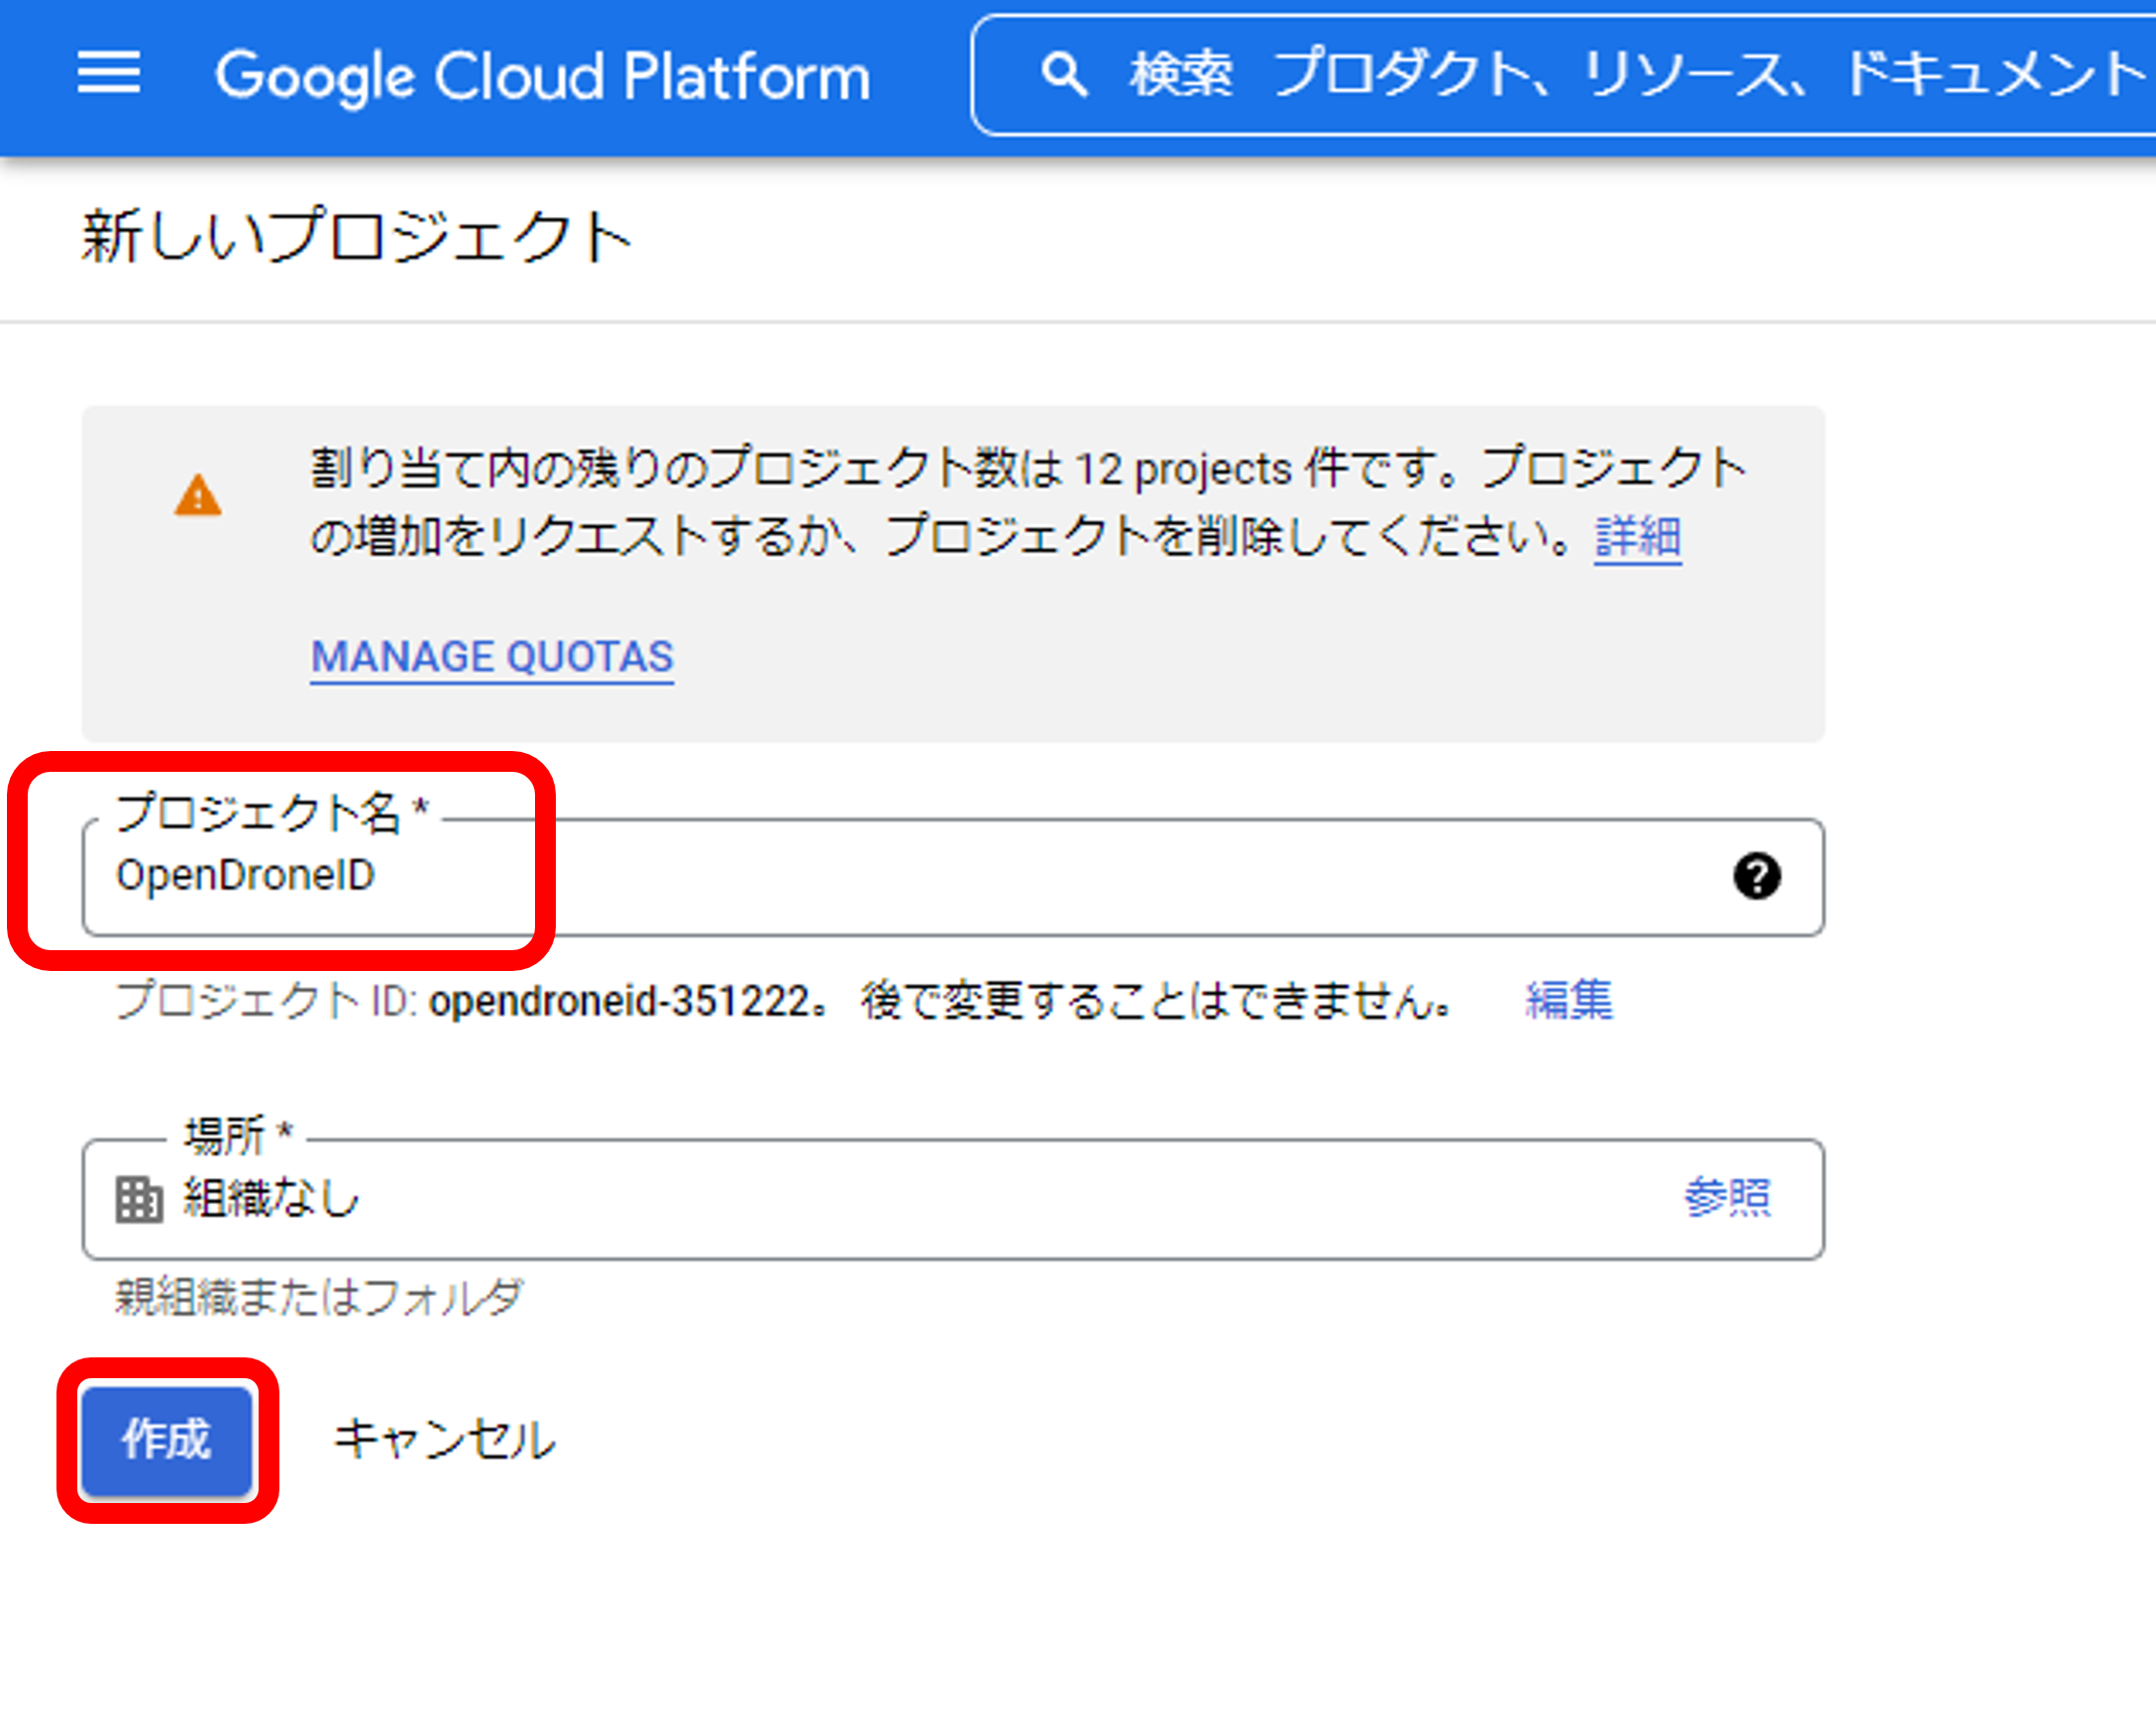 Google Cloud Platform
検索 プロダクト、リソース、ドキュメント
新しいプロジェクト
割り当て内の残りのプロジェクト数は 12 projects 件です。プロジェクト
の増加をリクエストするか、プロジェクトを削除してください。詳細
MANAGE QUOTAS
プロジェクト名 *
OpenDroneID
プロジェクト ID: opendroneid-351222。 後で変更することはできません。 編集
場所 *
組織なし 参照
親組織またはフォルダ
作成 キャンセル